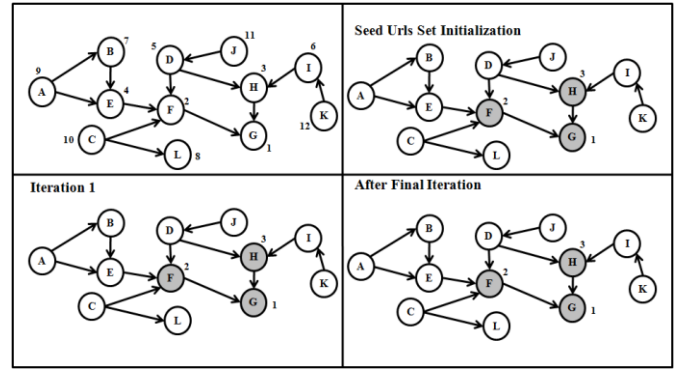 11
7
5
B
J
6
D
3
9
I
4
A
H
E
2
F
K
12
10
C
G
L
8
1
Seed Urls Set Initialization
B
J
D
3
I
H
A
E
2
F
K
C
G
1
L
Iteration 1
B
J
D
3
I
H
A
E
2
F
K
C
G
1
L
After Final Iteration
B
J
D
3
I
H
A
E
2
F
K
C
G
1
L